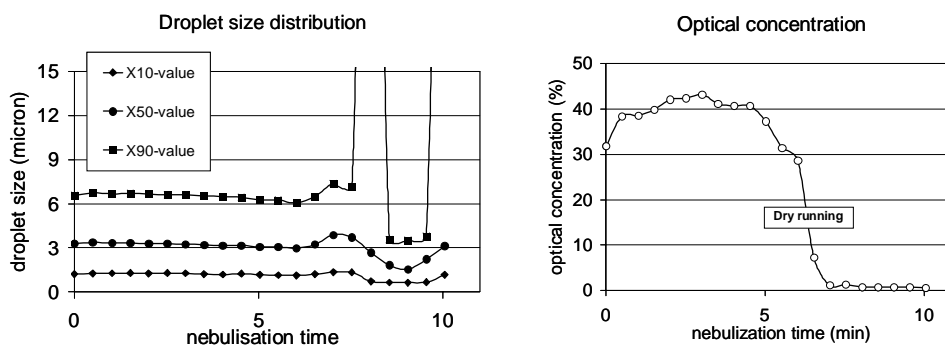 Droplet size distribution
droplet size (micron)
15
12
9
6
3
0
X10-value
X50-value
X90-value
0
5
10
nebulisation time
Optical concentration
optical concentration (%)
50
40
30
20
10
0
Dry running
0
5
10
nebulization time (min)